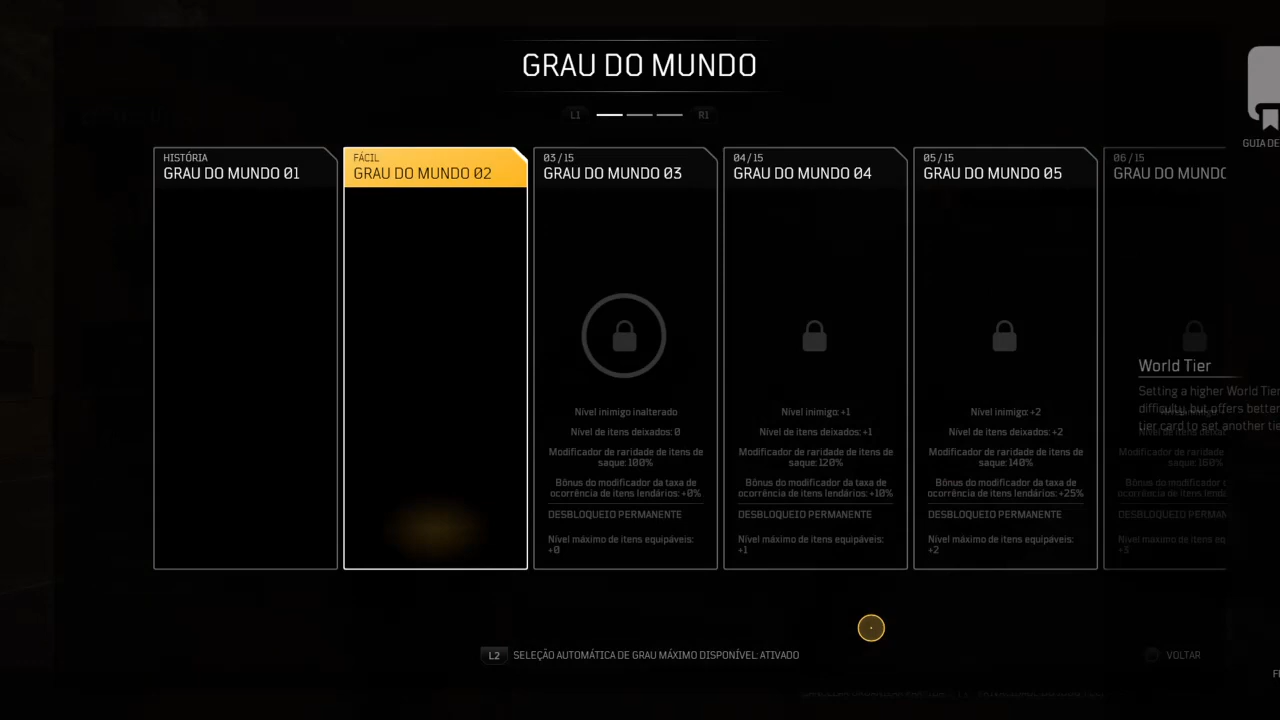 GRAU DO MUNDO
L1
R1
GUIA DE
HISTÓRIA
GRAU DO MUNDO 01
FÁCIL
GRAU DO MUNDO 02
03/15
GRAU DO MUNDO 03
Nível inimigo inalterado
Nível de itens deixados: 0
Modificador de raridade de itens de
saque: 100%
Bônus do modificador da taxa de
ocorrência de itens lendários: +0%
DESBLOQUEIO PERMANENTE
Nível máximo de itens equipáveis:
+0
04/15
GRAU DO MUNDO 04
Nível inimigo: +1
Nível de itens deixados: +1
Modificador de raridade de itens de
saque: 120%
Bônus do modificador da taxa de
ocorrência de itens lendários: +10%
DESBLOQUEIO PERMANENTE
Nível máximo de itens equipáveis:
+1
05/15
GRAU DO MUNDO 05
Nível inimigo: +2
Nível de itens deixados: +2
Modificador de raridade de itens de
saque: 140%
Bônus do modificador da taxa de
ocorrência de itens lendários: +25%
DESBLOQUEIO PERMANENTE
Nível máximo de itens equipáveis:
+2
06/15
GRAU DO MUNDO
World Tier
Setting a higher World Tier
difficulty, but offers better
tier card to set another tie
Modificador de raridade
saque: 160%
Bônus do modificador
ocorrência de itens lenda
DESBLOQUEIO PERMAN
Nível máximo de itens eq
+3
L2 SELEÇÃO AUTOMÁTICA DE GRAU MÁXIMO DISPONÍVEL: ATIVADO
VOLTAR